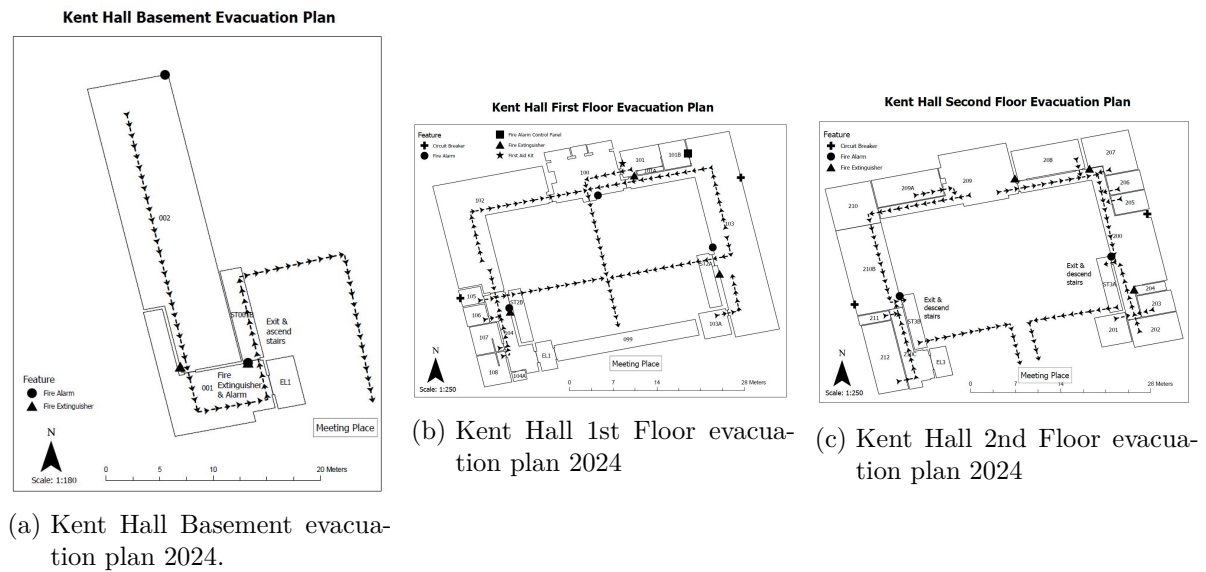 Kent Hall Basement Evacuation Plan
002
ST001B
Exit &
ascend
stairs
001
Fire
Extinguisher
& Alarm
EL1
Feature
Fire Alarm
Fire Extinguisher
Meeting Place
N
Scale: 1:180
0 5 10 20 Meters
(a) Kent Hall Basement evacua-
tion plan 2024.
Kent Hall First Floor Evacuation Plan
Feature
Circuit Breaker
Fire Alarm
Fire Alarm Control Panel
Fire Extinguisher
First Aid Kit
101
101B
101A
100
102
103
ST2A
105
106
ST2B
104
107
108
104A
EL1
099
103A
Meeting Place
N
Scale: 1:250
0 7 14 28 Meters
(b) Kent Hall 1st Floor evacua-
tion plan 2024
Kent Hall Second Floor Evacuation Plan
Feature
Circuit Breaker
Fire Alarm
Fire Extinguisher
207
208
209
209A
206
205
210
200
210B
Exit &
descend
stairs
ST3A
204
203
Exit &
descend
stairs
211
ST3B
201
202
212
EL3
Meeting Place
N
Scale: 1:250
0 7 14 28 Meters
(c) Kent Hall 2nd Floor evacua-
tion plan 2024